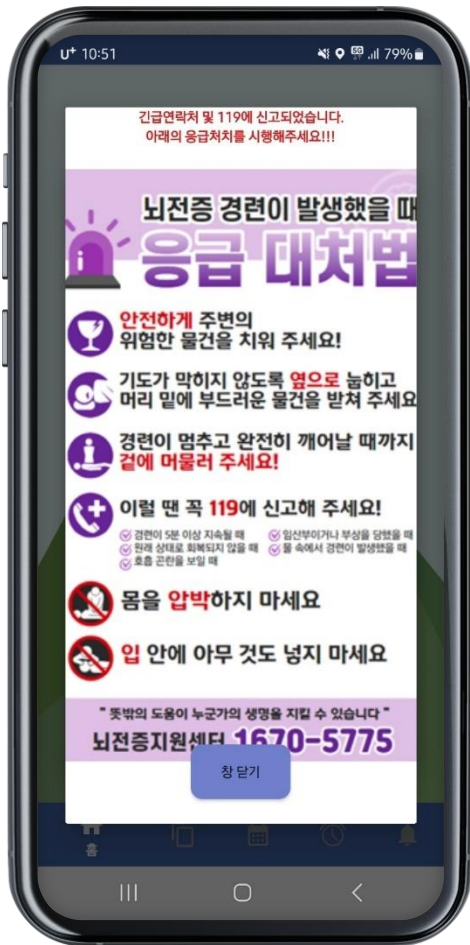 U+ 10:51 5G 79%
긴급연락처 및 119에 신고되었습니다.
아래의 응급처치를 시행해주세요!!!
뇌전증 경련이 발생했을 때
응급 대처법
안전하게 주변의
위험한 물건을 치워 주세요!
기도가 막히지 않도록 옆으로 눕히고
머리 밑에 부드러운 물건을 받쳐 주세요
경련이 멈추고 완전히 깨어날 때까지
곁에 머물러 주세요!
이럴 땐 꼭 119에 신고해 주세요!
경련이 5분 이상 지속될 때
원래 상태로 회복되지 않을 때
호흡 곤란을 보일 때
임산부이거나 부상을 당했을 때
물 속에서 경련이 발생했을 때
몸을 압박하지 마세요
입 안에 아무 것도 넣지 마세요
" 뜻밖의 도움이 누군가의 생명을 지킬 수 있습니다 "
뇌전증지원센터 1670-5775
창 닫기
홈